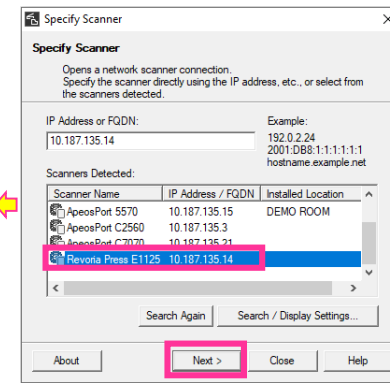 Specify Scanner
Specify Scanner
Opens a network scanner connection.
Specify the scanner directly using the IP address, etc., or select from
the scanners detected.
IP Address or FQDN:
10.187.135.14
Example:
192.0.2.24
2001:DB8:1:1:1:1:1:1
hostname.example.net
Scanners Detected:
Scanner Name IP Address / FQDN Installed Location
ApeosPort 5570 10.187.135.15 DEMO ROOM
ApeosPort C2560 10.187.135.3
ApeosPort C7070 10.187.135.21
Revoria Press E1125 10.187.135.14
Search Again Search / Display Settings...
About Next > Close Help